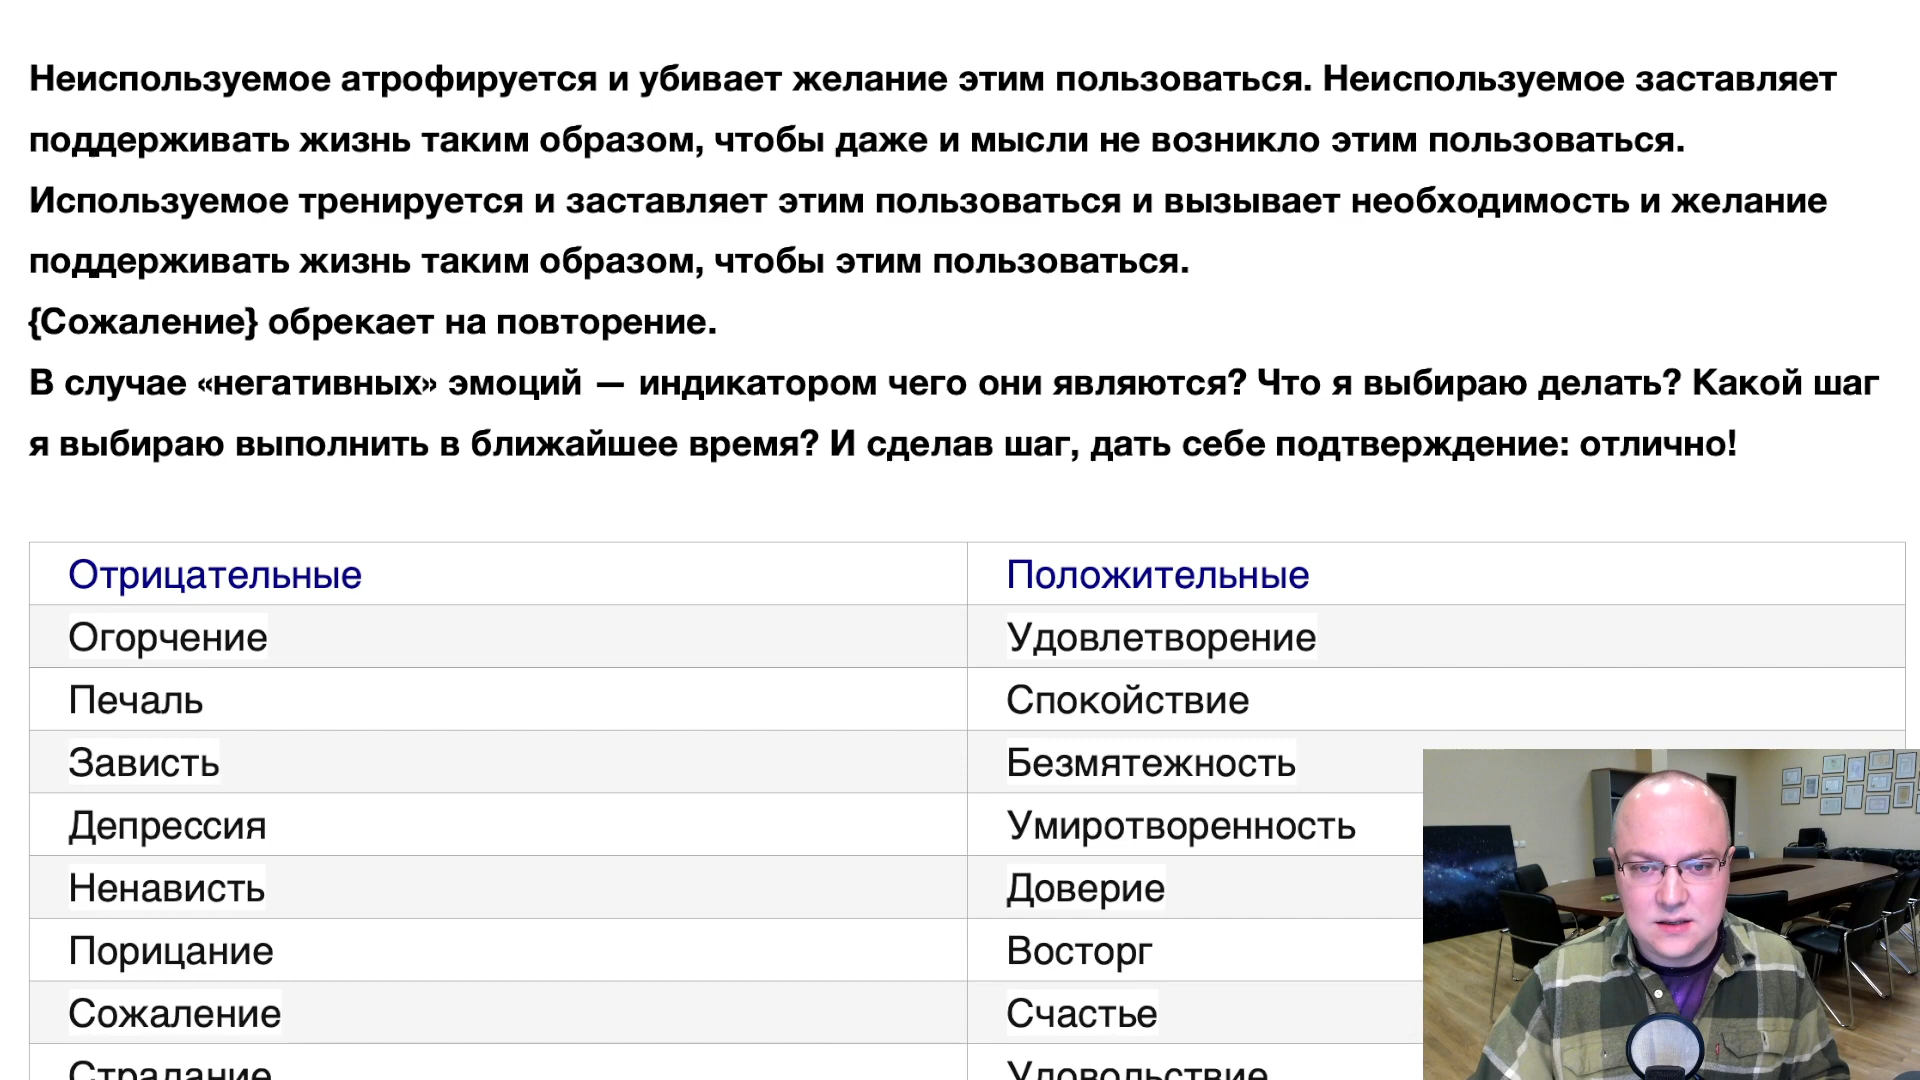 Неиспользуемое атрофируется и убивает желание этим пользоваться. Неиспользуемое заставляет
поддерживать жизнь таким образом, чтобы даже и мысли не возникло этим пользоваться.
Используемое тренируется и заставляет этим пользоваться и вызывает необходимость и желание
поддерживать жизнь таким образом, чтобы этим пользоваться.
{Сожаление} обрекает на повторение.
В случае «негативных» эмоций — индикатором чего они являются? Что я выбираю делать? Какой шаг
я выбираю выполнить в ближайшее время? И сделав шаг, дать себе подтверждение: отлично!
Отрицательные Положительные
Огорчение Удовлетворение
Печаль Спокойствие
Зависть Безмятежность
Депрессия Умиротворенность
Ненависть Доверие
Порицание Восторг
Сожаление Счастье
Страдание Удовольствие